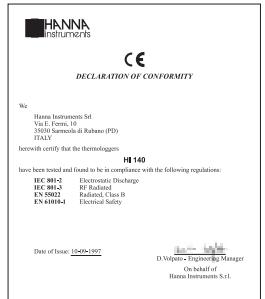 HANNA
instruments
CE
DECLARATION OF CONFORMITY
We
Hanna Instruments Srl
Via E. Fermi, 10
35030 Sarmeola di Rubano (PD)
ITALY
herewith certify that the thermologgers
HI 140
have been tested and found to be in compliance with the following regulations:
IEC 801-2 Electrostatic Discharge
IEC 801-3 RF Radiated
EN 55022 Radiated, Class B
EN 61010-1 Electrical Safety
Date of Issue: 10-09-1997
D.Volpato - Engineering Manager
On behalf of
Hanna Instruments S.r.l.